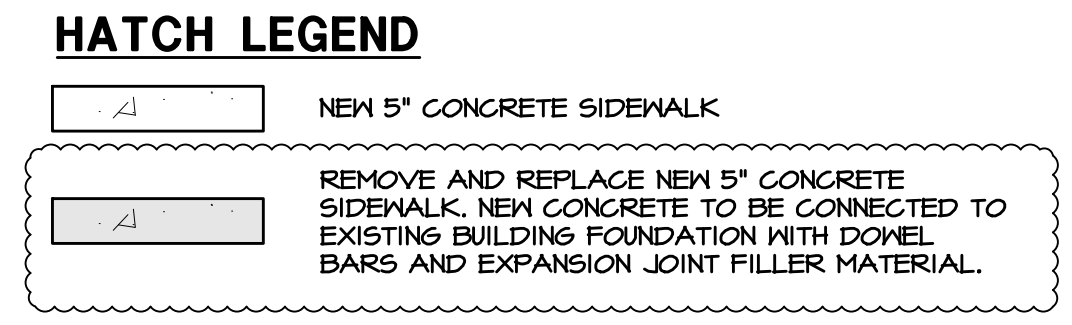 HATCH LEGEND
NEW 5" CONCRETE SIDEWALK
REMOVE AND REPLACE NEW 5" CONCRETE
SIDEWALK. NEW CONCRETE TO BE CONNECTED TO
EXISTING BUILDING FOUNDATION WITH DOWEL
BARS AND EXPANSION JOINT FILLER MATERIAL.